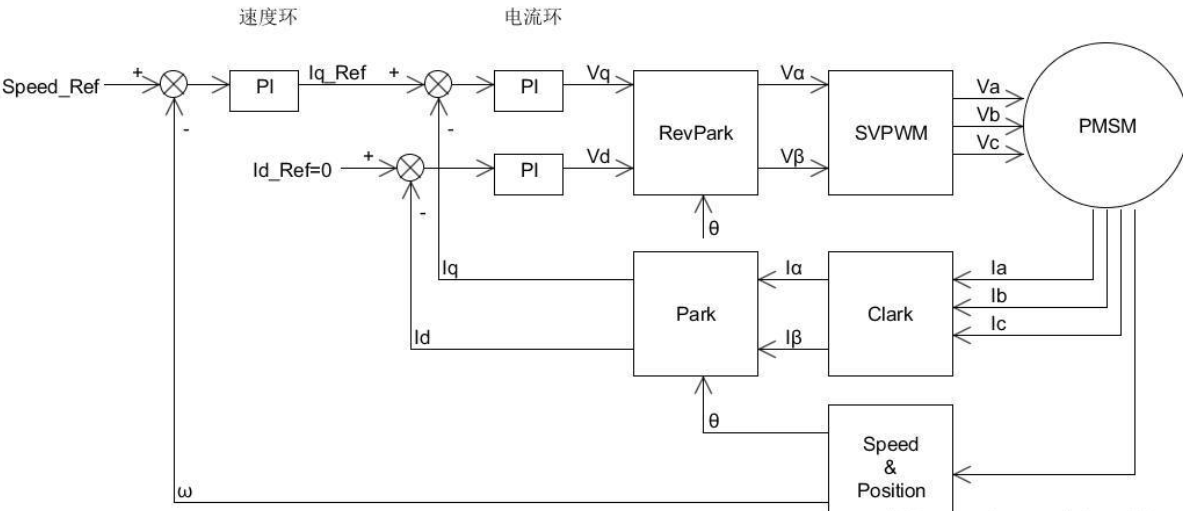 速度环
电流环
Speed_Ref
+
-
PI
Iq_Ref
+
-
PI
Vq
Id_Ref=0
+
-
PI
Vd
RevPark
θ
Vα
Vβ
SVPWM
Va
Vb
Vc
PMSM
Iq
Id
Park
Iα
Iβ
Clark
Ia
Ib
Ic
θ
ω
Speed
&
Position